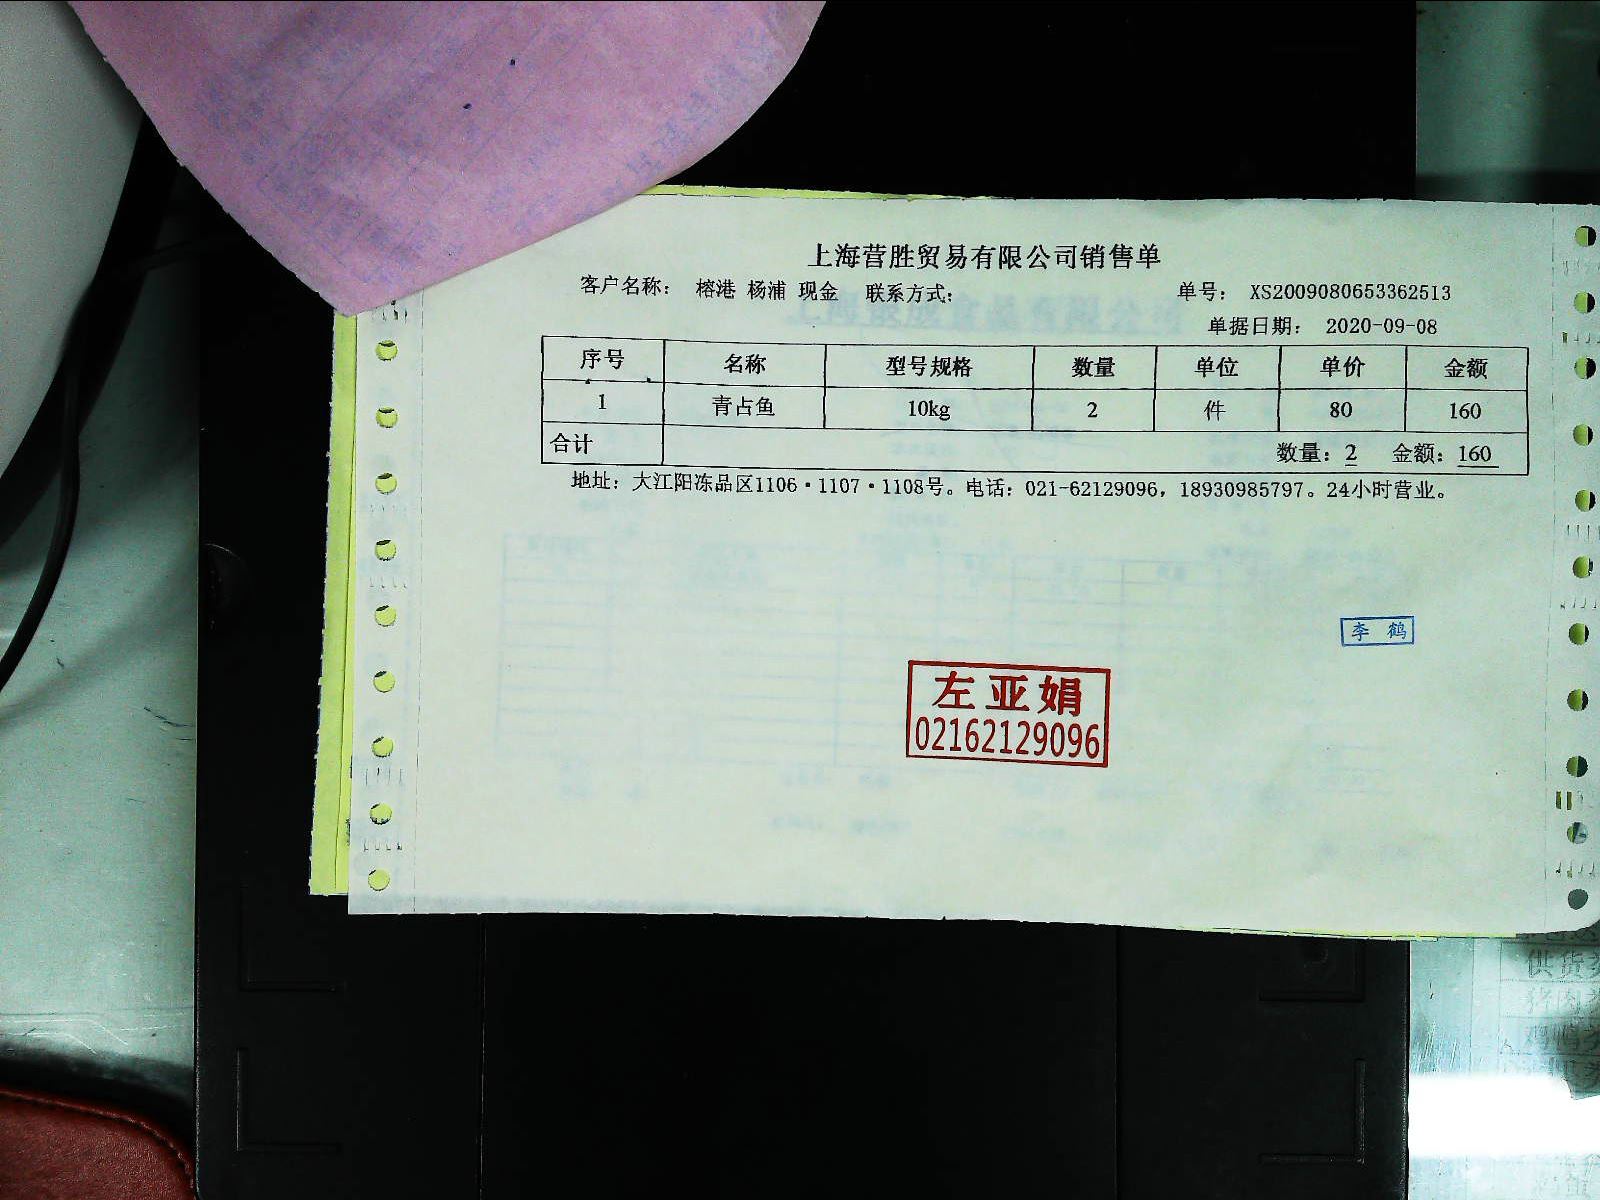 上海营胜贸易有限公司销售单
客户名称： 榕港 杨浦 现金 联系方式： 单号： XS2009080653362513
单据日期： 2020-09-08
序号 名称 型号规格 数量 单位 单价 金额
1 青占鱼 10kg 2 件 80 160
合计 数量：2 金额：160
地址：大江阳冻品区1106·1107·1108号。电话：021-62129096，18930985797。24小时营业。
李 鹤
左亚娟
02162129096
供货